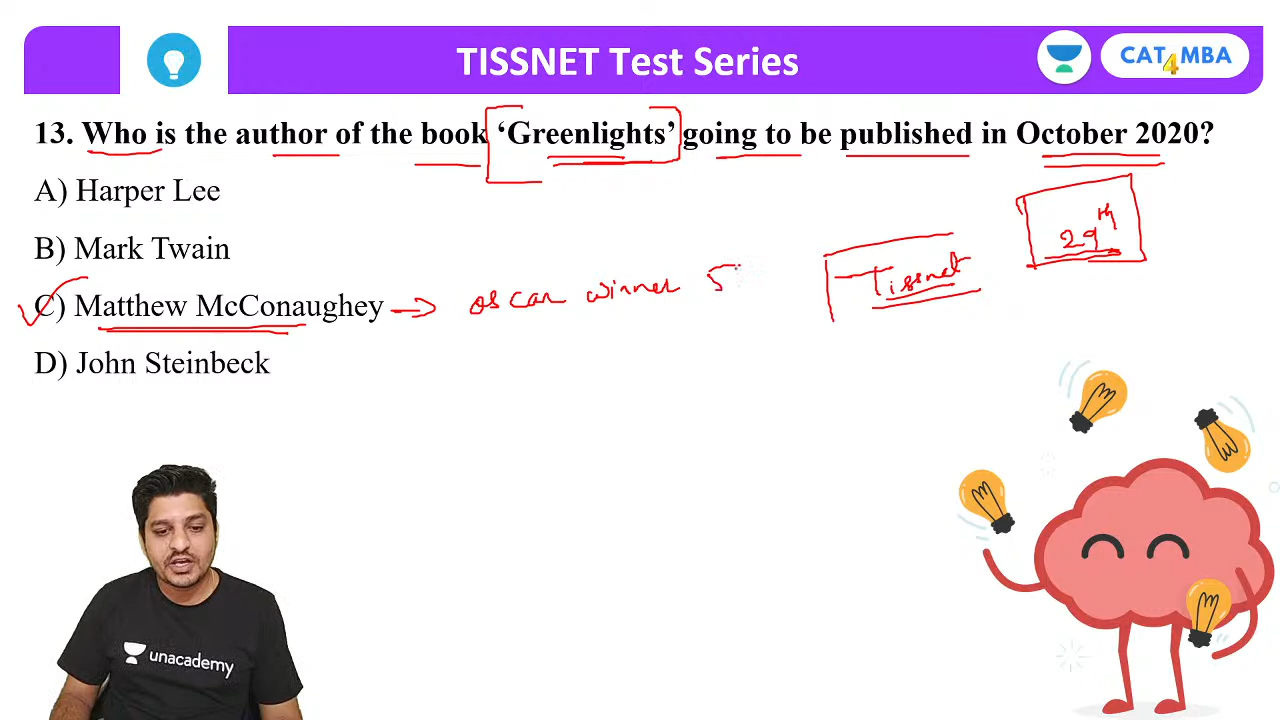 TISSNET Test Series
CAT4MBA
13. Who is the author of the book ‘Greenlights’ going to be published in October 2020?
A) Harper Lee
B) Mark Twain
C) Matthew McConaughey
oscar winner 5
Tissnet
29th
D) John Steinbeck
unacademy